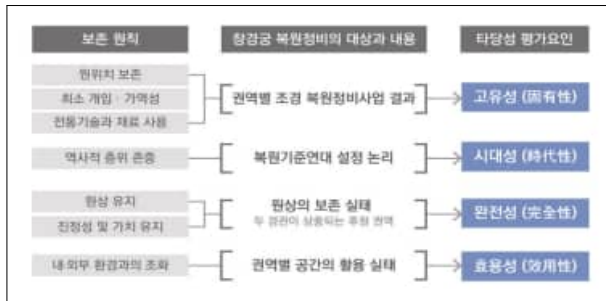 보존 원칙
창경궁 복원정비의 대상과 내용
타당성 평가요인
원위치 보존
최소 개입 · 가역성
전통기술과 재료 사용
권역별 조경 복원정비사업 결과
고유성 (固有性)
역사적 층위 존중
복원기준연대 설정 논리
시대성 (時代性)
원상 유지
진정성 및 가치 유지
원상의 보존 실태
두 경관이 상충되는 후원 권역
완전성 (完全性)
내·외부 환경과의 조화
권역별 공간의 활용 실태
효용성 (效用性)